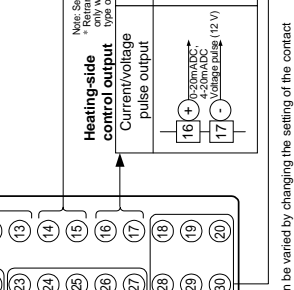 Note: Se
* Retran
only w
type o
Heating-side
control output
Current/voltage
pulse output
16 +
0-20mADC,
4-20mADC
Voltage pulse (12 V)
17 -
13
14
15
16
17
18
19
20
23
24
25
26
27
28
29
30
n be varied by changing the setting of the contact